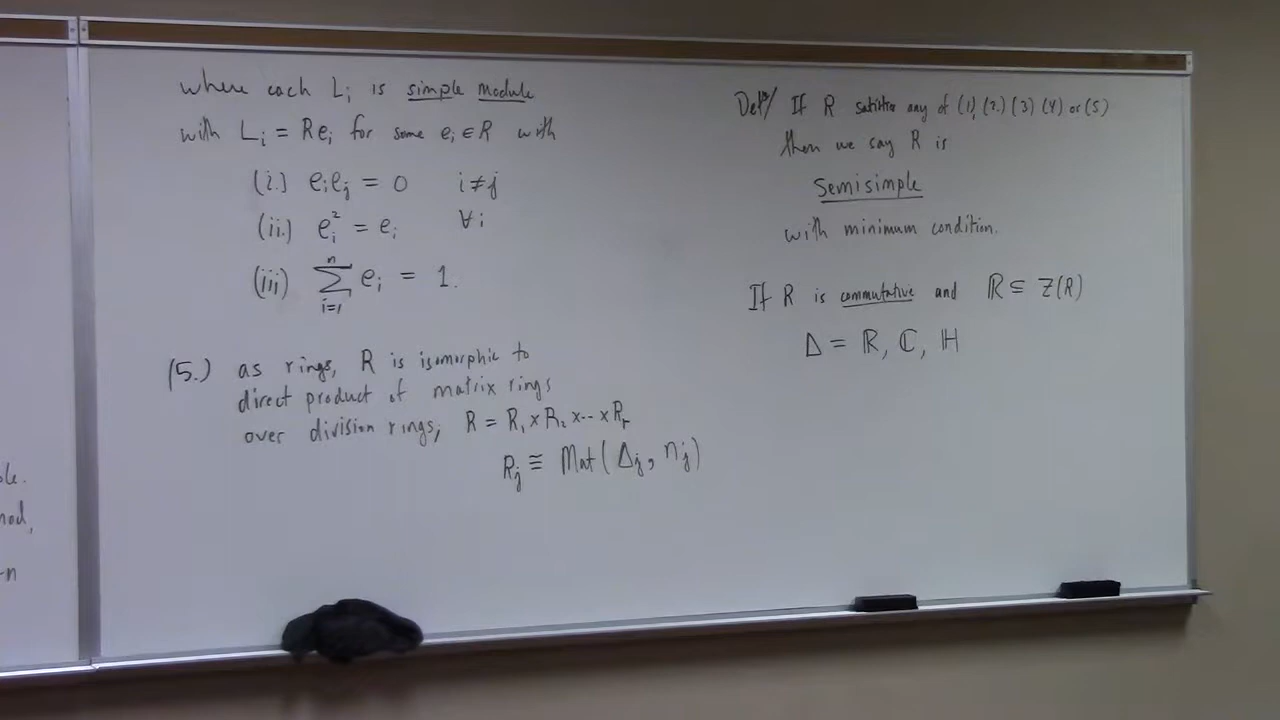 where each Lᵢ is simple module
with Lᵢ = Reᵢ for some eᵢ ∈ R with
(i.) eᵢeⱼ = 0 i ≠ j
(ii.) eᵢ² = eᵢ ∀ i
(iii) ∑ᵢ₌₁ⁿ eᵢ = 1.
(5.) as rings, R is isomorphic to
direct product of matrix rings
over division rings; R = R₁ × R₂ × ··· × Rᵣ
Rⱼ ≅ Mat(Δⱼ, nⱼ)
Defⁿ/ If R satisfies any of (1), (2.) (3) (4) or (5)
then we say R is
Semisimple
with minimum condition.
If R is commutative and ℝ ⊆ Z(R)
Δ = ℝ, ℂ, ℍ
le.